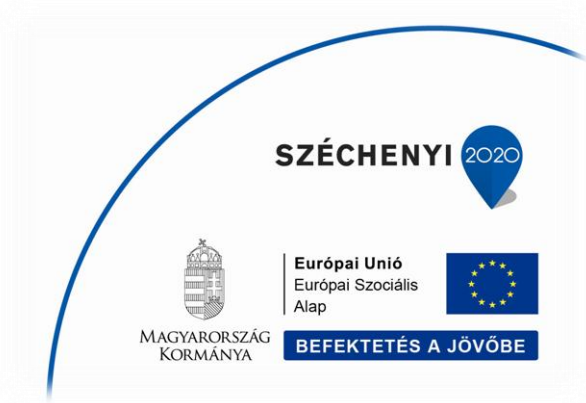 SZÉCHENYI 2020
Európai Unió
Európai Szociális
Alap
MAGYARORSZÁG
KORMÁNYA
BEFEKTETÉS A JÖVŐBE